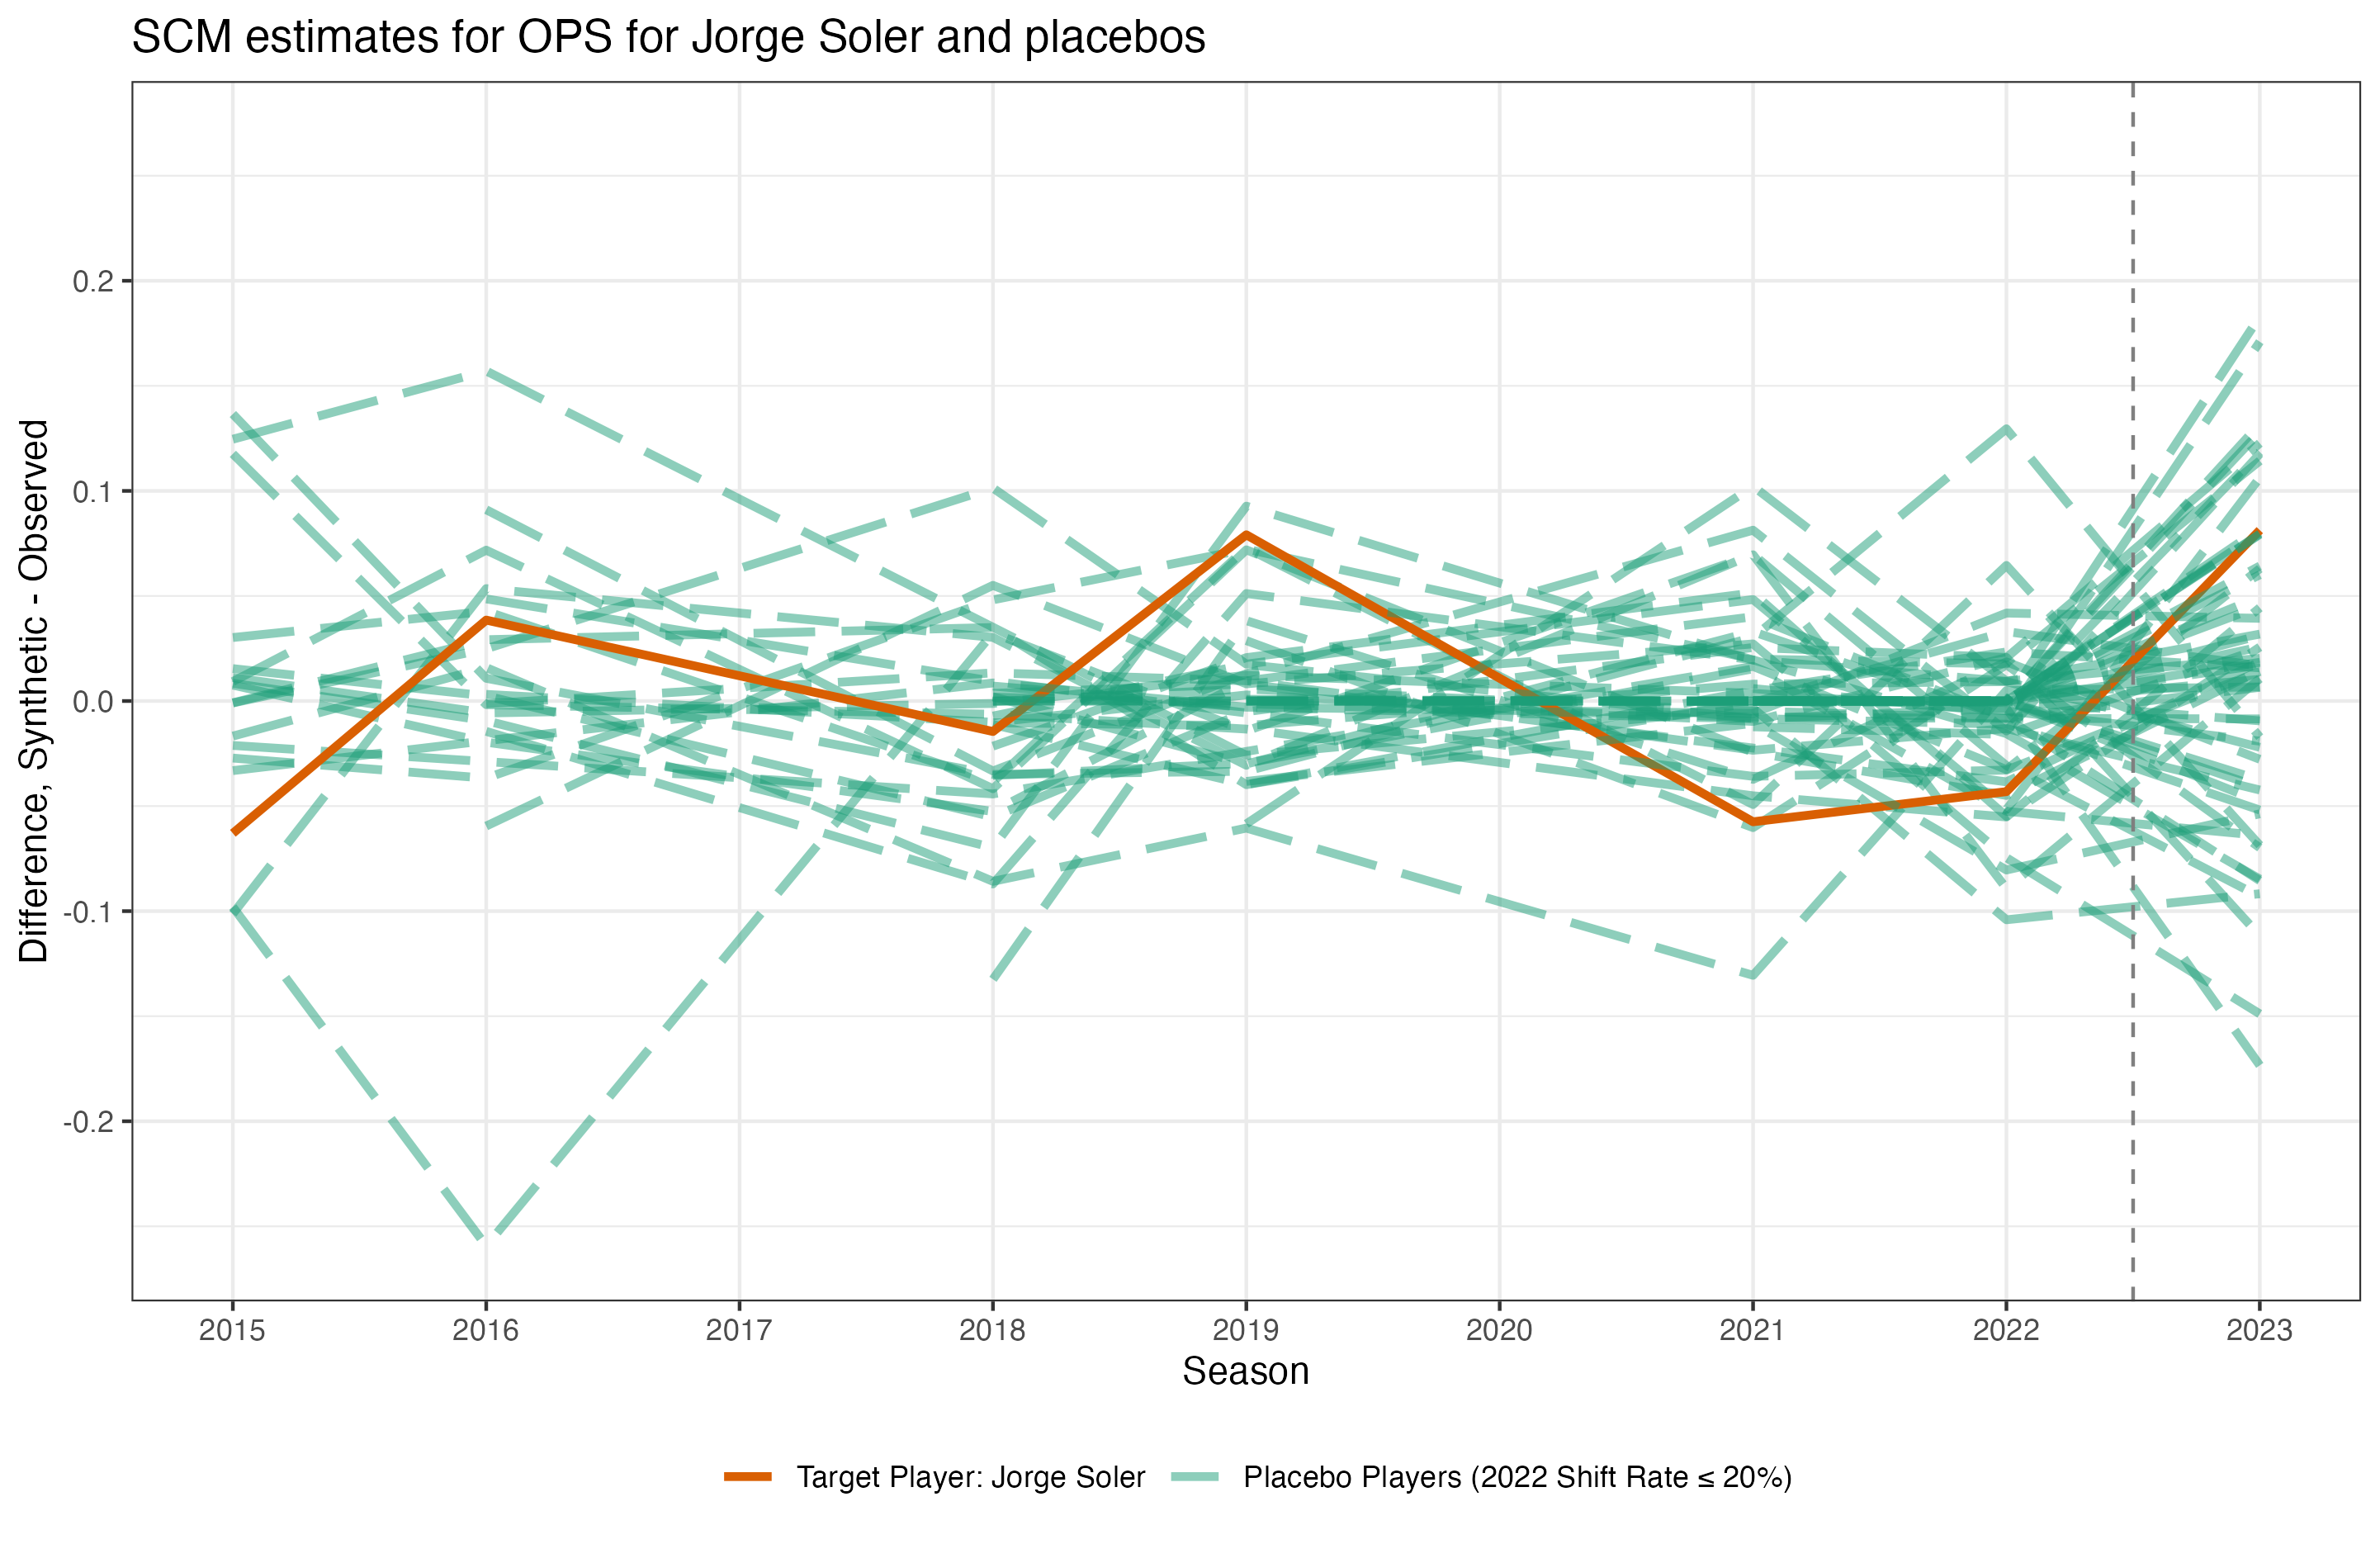 SCM estimates for OPS for Jorge Soler and placebos
Difference, Synthetic - Observed
0.2
0.1
0.0
-0.1
-0.2
2015 2016 2017 2018 2019 2020 2021 2022 2023
Season
Target Player: Jorge Soler Placebo Players (2022 Shift Rate ≤ 20%)